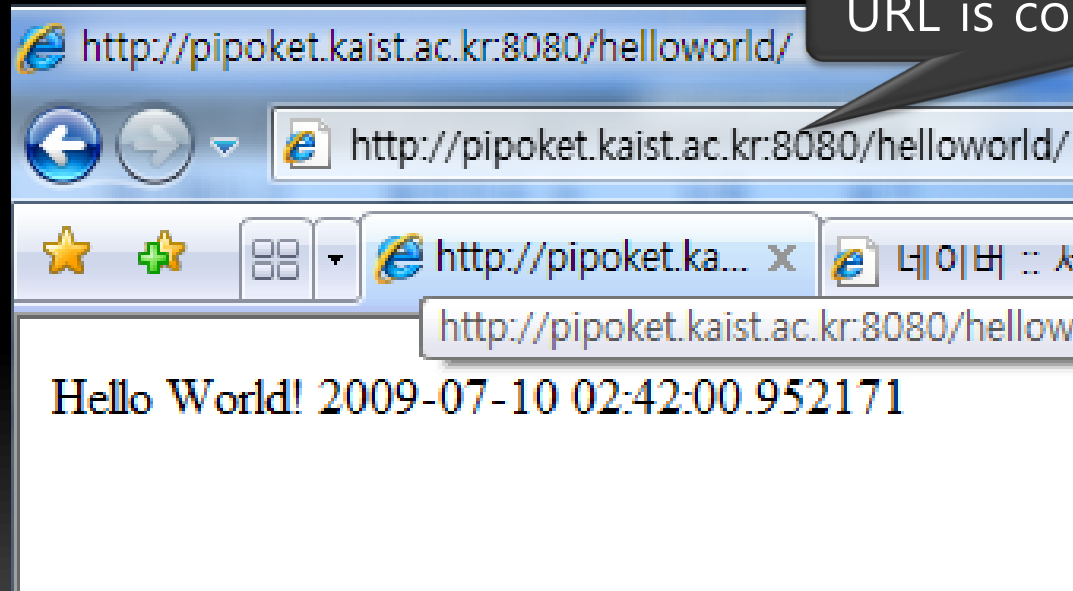 URL is co
http://pipoket.kaist.ac.kr:8080/helloworld/
http://pipoket.kaist.ac.kr:8080/helloworld/
http://pipoket.ka... x
네이버 ::
http://pipoket.kaist.ac.kr:8080/hellow
Hello World! 2009-07-10 02:42:00.952171